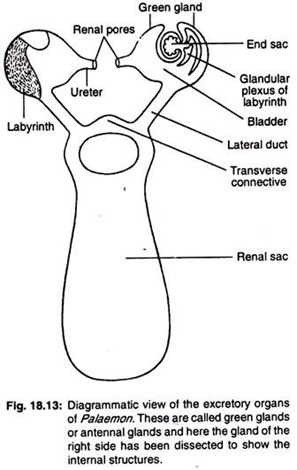 Green gland
Renal pores
End sac
Glandular
plexus of
labyrinth
Ureter
Bladder
Labyrinth
Lateral duct
Transverse
connective
Renal sac
Fig. 18.13: Diagrammatic view of the excretory organs
of Palaemon. These are called green glands
or antennal glands and here the gland of the
right side has been dissected to show the
internal structures.